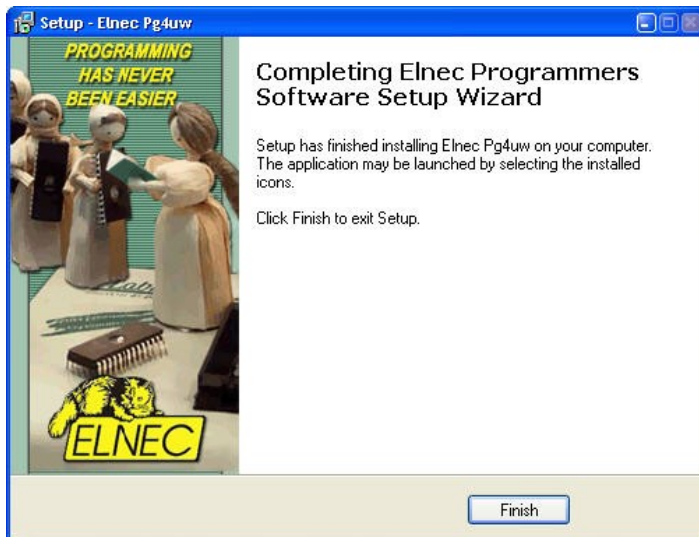 Setup - Elnec Pg4uw
PROGRAMMING
HAS NEVER
BEEN EASIER
Completing Elnec Programmers
Software Setup Wizard
Setup has finished installing Elnec Pg4uw on your computer.
The application may be launched by selecting the installed
icons.
Click Finish to exit Setup.
ELNEC
Finish